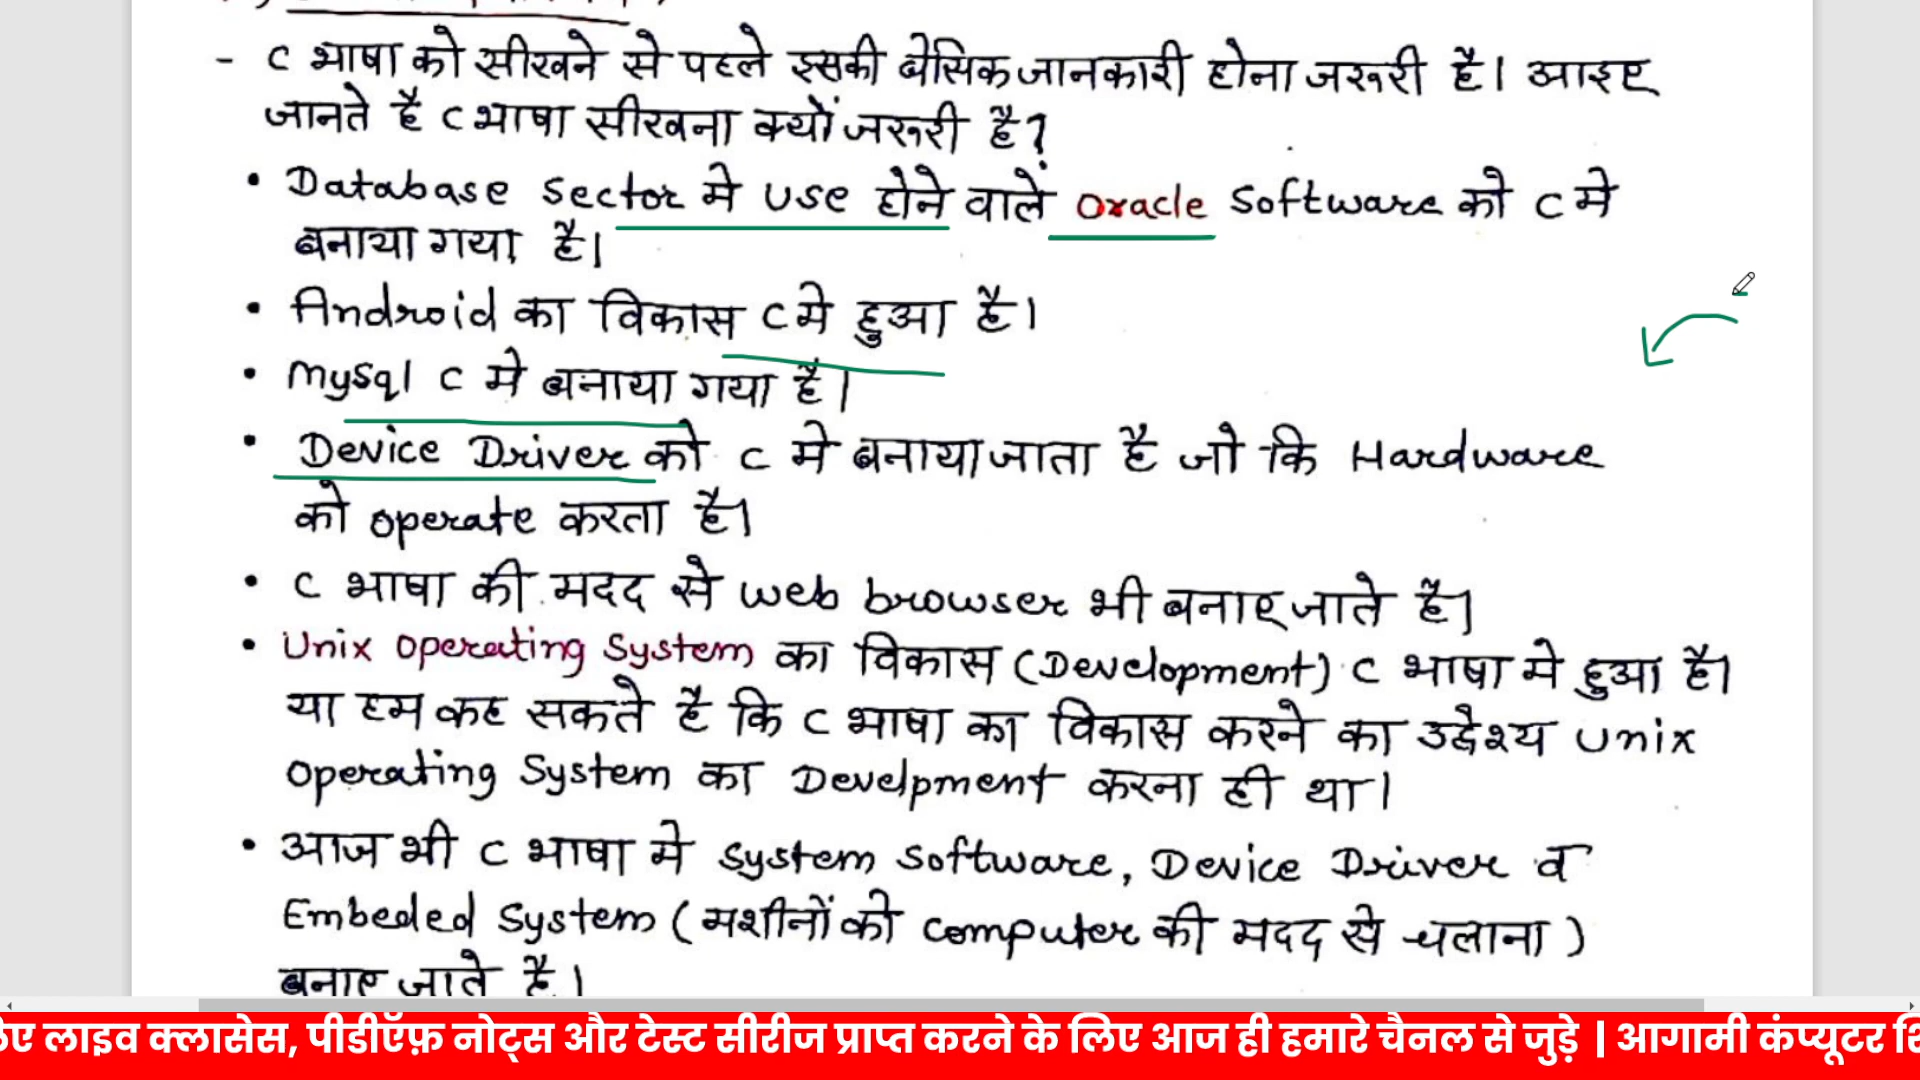 - C भाषा को सीखने से पहले इसकी बेसिक जानकारी होना जरूरी है। आइए
जानते है C भाषा सीखना क्यों जरूरी है?
• Database Sector मे use होने वाले Oracle Software को C मे
बनाया गया है।
• Android का विकास C मे हुआ है।
• MySql C मे बनाया गया है।
• Device Driver को C मे बनाया जाता है जो कि Hardware
को operate करता है।
• C भाषा की मदद से web browser भी बनाए जाते है।
• Unix Operating System का विकास (Development) C भाषा मे हुआ है।
या हम कह सकते है कि C भाषा का विकास करने का उद्देश्य Unix
Operating System का Develpment करना ही था।
• आज भी C भाषा मे System Software, Device Driver व
Embeded System (मशीनों को Computer की मदद से चलाना)
बनाए जाते है।
लाइव क्लासेस, पीडीऍफ़ नोट्स और टेस्ट सीरीज प्राप्त करने के लिए आज ही हमारे चैनल से जुड़े | आगामी कंप्यूटर